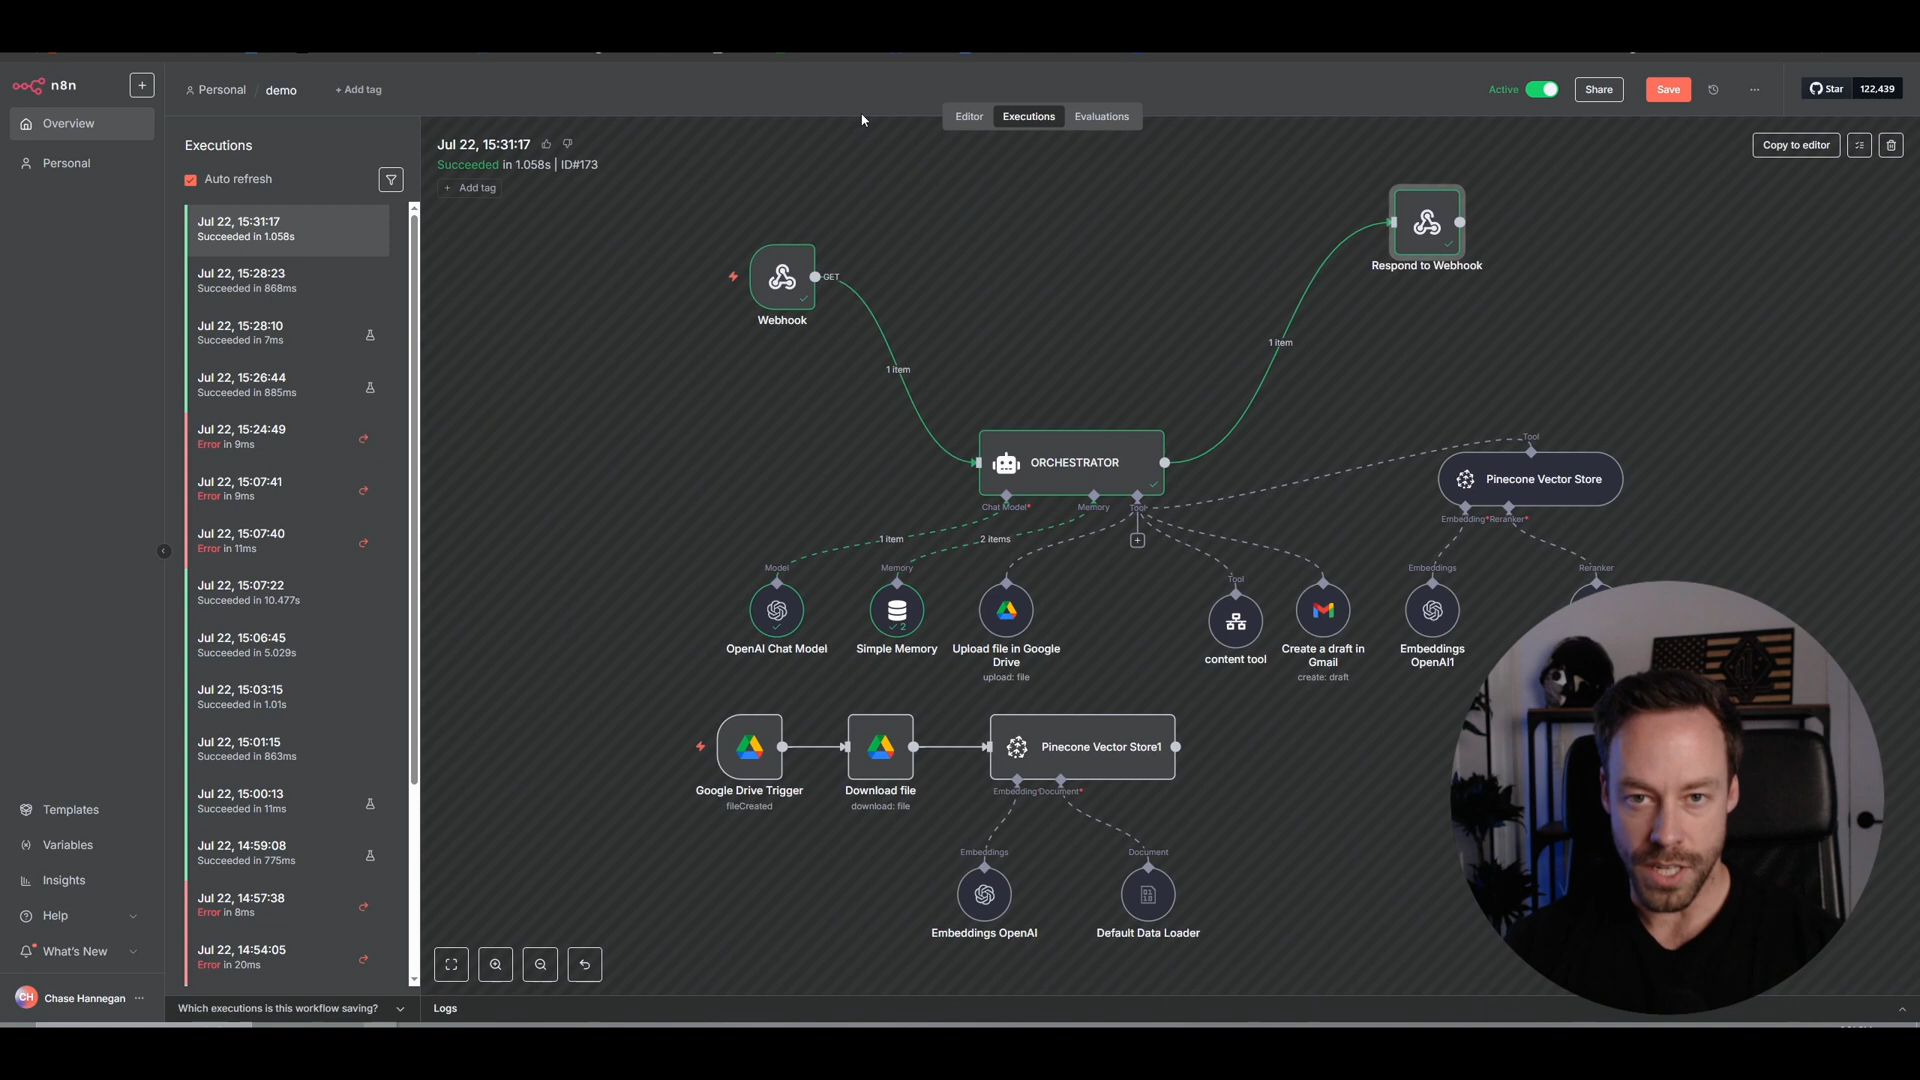 n8n
+
Overview
Personal
Templates
Variables
Insights
Help
What's New
CH
Chase Hannegan
Personal / demo
+ Add tag
Active
Share
Save
Star
122,439
Editor
Executions
Evaluations
Executions
Auto refresh
Jul 22, 15:31:17
Succeeded in 1.058s
Jul 22, 15:28:23
Succeeded in 868ms
Jul 22, 15:28:10
Succeeded in 7ms
Jul 22, 15:26:44
Succeeded in 885ms
Jul 22, 15:24:49
Error in 9ms
Jul 22, 15:07:41
Error in 9ms
Jul 22, 15:07:40
Error in 11ms
Jul 22, 15:07:22
Succeeded in 10.477s
Jul 22, 15:06:45
Succeeded in 5.029s
Jul 22, 15:03:15
Succeeded in 1.01s
Jul 22, 15:01:15
Succeeded in 863ms
Jul 22, 15:00:13
Succeeded in 11ms
Jul 22, 14:59:08
Succeeded in 775ms
Jul 22, 14:57:38
Error in 8ms
Jul 22, 14:54:05
Error in 20ms
Which executions is this workflow saving?
Jul 22, 15:31:17
Succeeded in 1.058s | ID#173
+ Add tag
Copy to editor
GET
Webhook
1 item
1 item
Respond to Webhook
ORCHESTRATOR
Chat Model*
Memory
Tool
+
Tool
Pinecone Vector Store
Embedding*
Reranker*
1 item
2 items
Model
Memory
Tool
Embeddings
Reranker
OpenAI Chat Model
2
Simple Memory
Upload file in Google Drive
upload: file
content tool
Create a draft in Gmail
create: draft
Embeddings OpenAI1
Google Drive Trigger
fileCreated
Download file
download: file
Pinecone Vector Store1
Embedding*
Document*
Embeddings
Document
Embeddings OpenAI
Default Data Loader
Logs